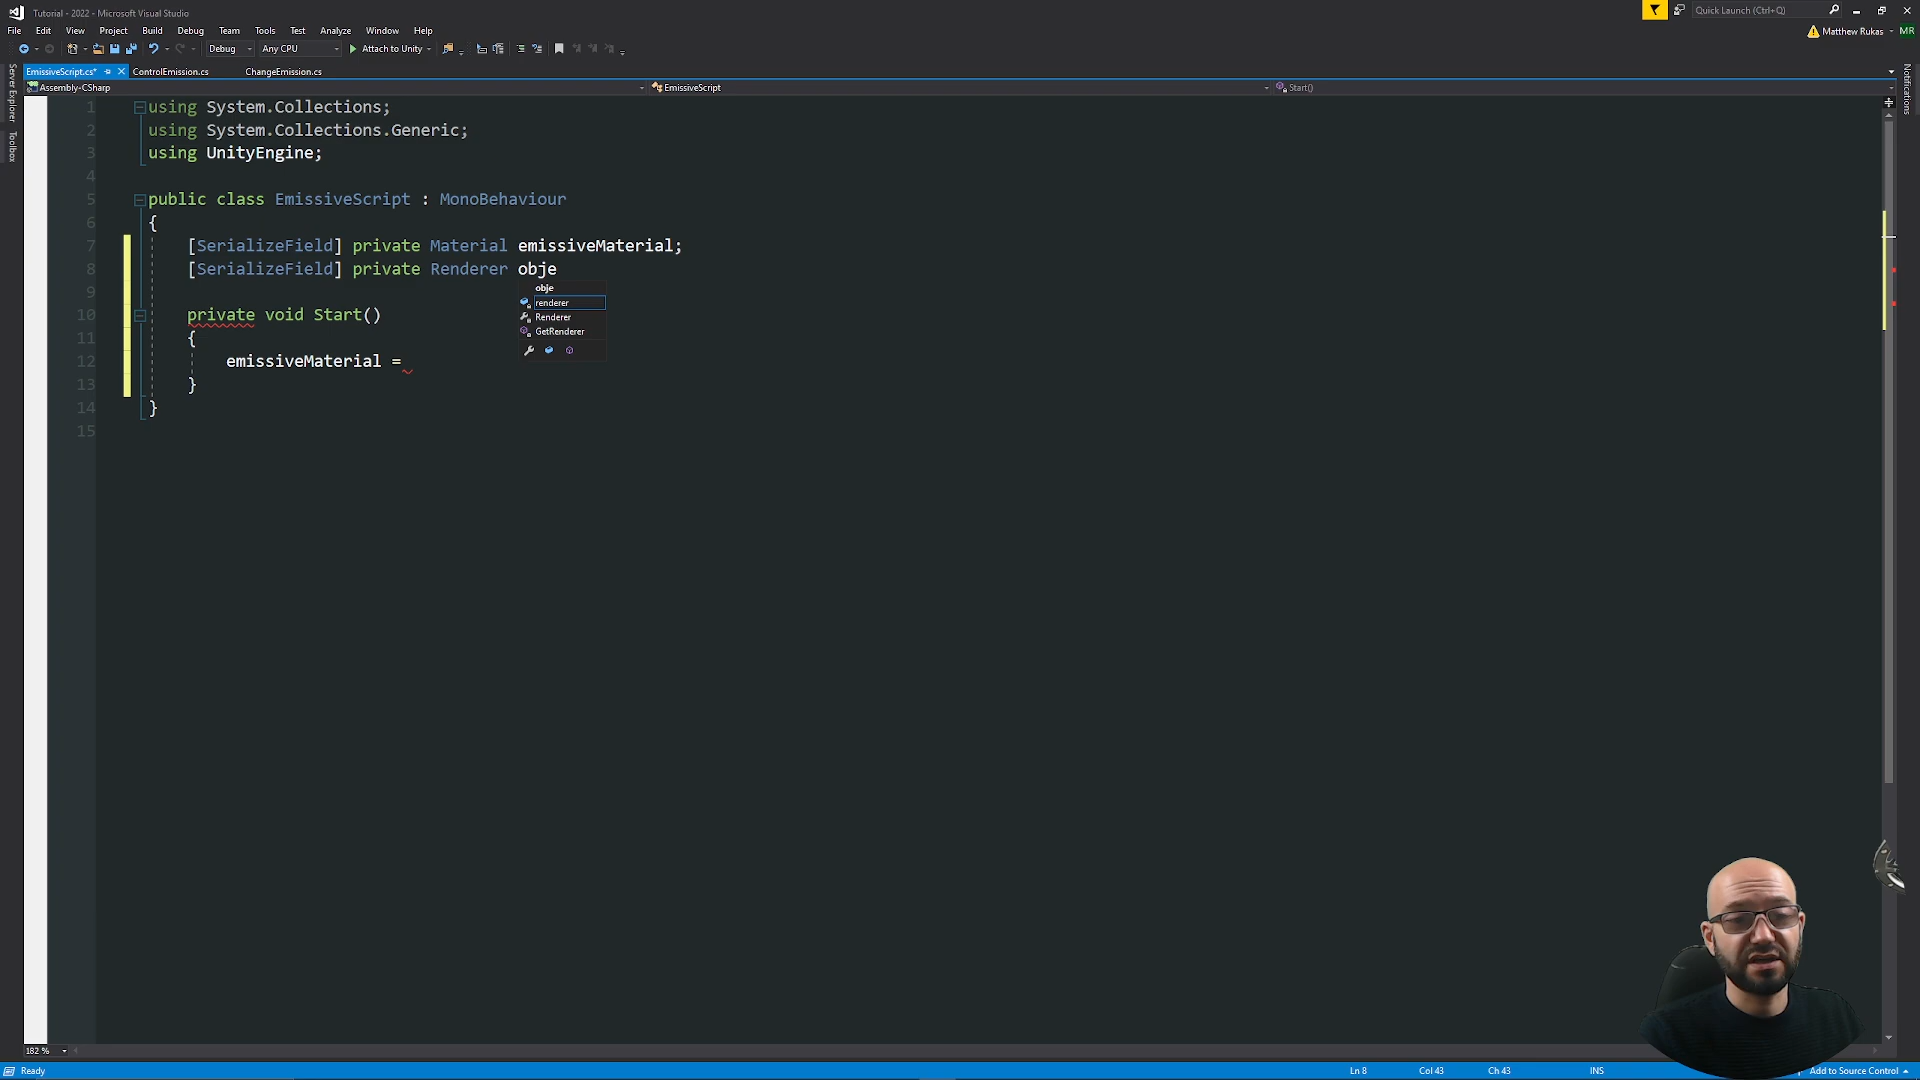 Tutorial - 2022 - Microsoft Visual Studio
Quick Launch (Ctrl+Q)
File Edit View Project Build Debug Team Tools Test Analyze Window Help
Matthew Rukas
MR
Debug Any CPU Attach to Unity
EmissiveScript.cs* ControlEmission.cs ChangeEmission.cs
Assembly-CSharp EmissiveScript Start()
Server Explorer
Toolbox
Notifications
1 using System.Collections;
2 using System.Collections.Generic;
3 using UnityEngine;
4
5 public class EmissiveScript : MonoBehaviour
6 {
7 [SerializeField] private Material emissiveMaterial;
8 [SerializeField] private Renderer obje
9
10 private void Start()
11 {
12 emissiveMaterial =
13 }
14 }
15
obje
renderer
Renderer
GetRenderer
182 %
Ready
Ln 8 Col 43 Ch 43 INS Add to Source Control